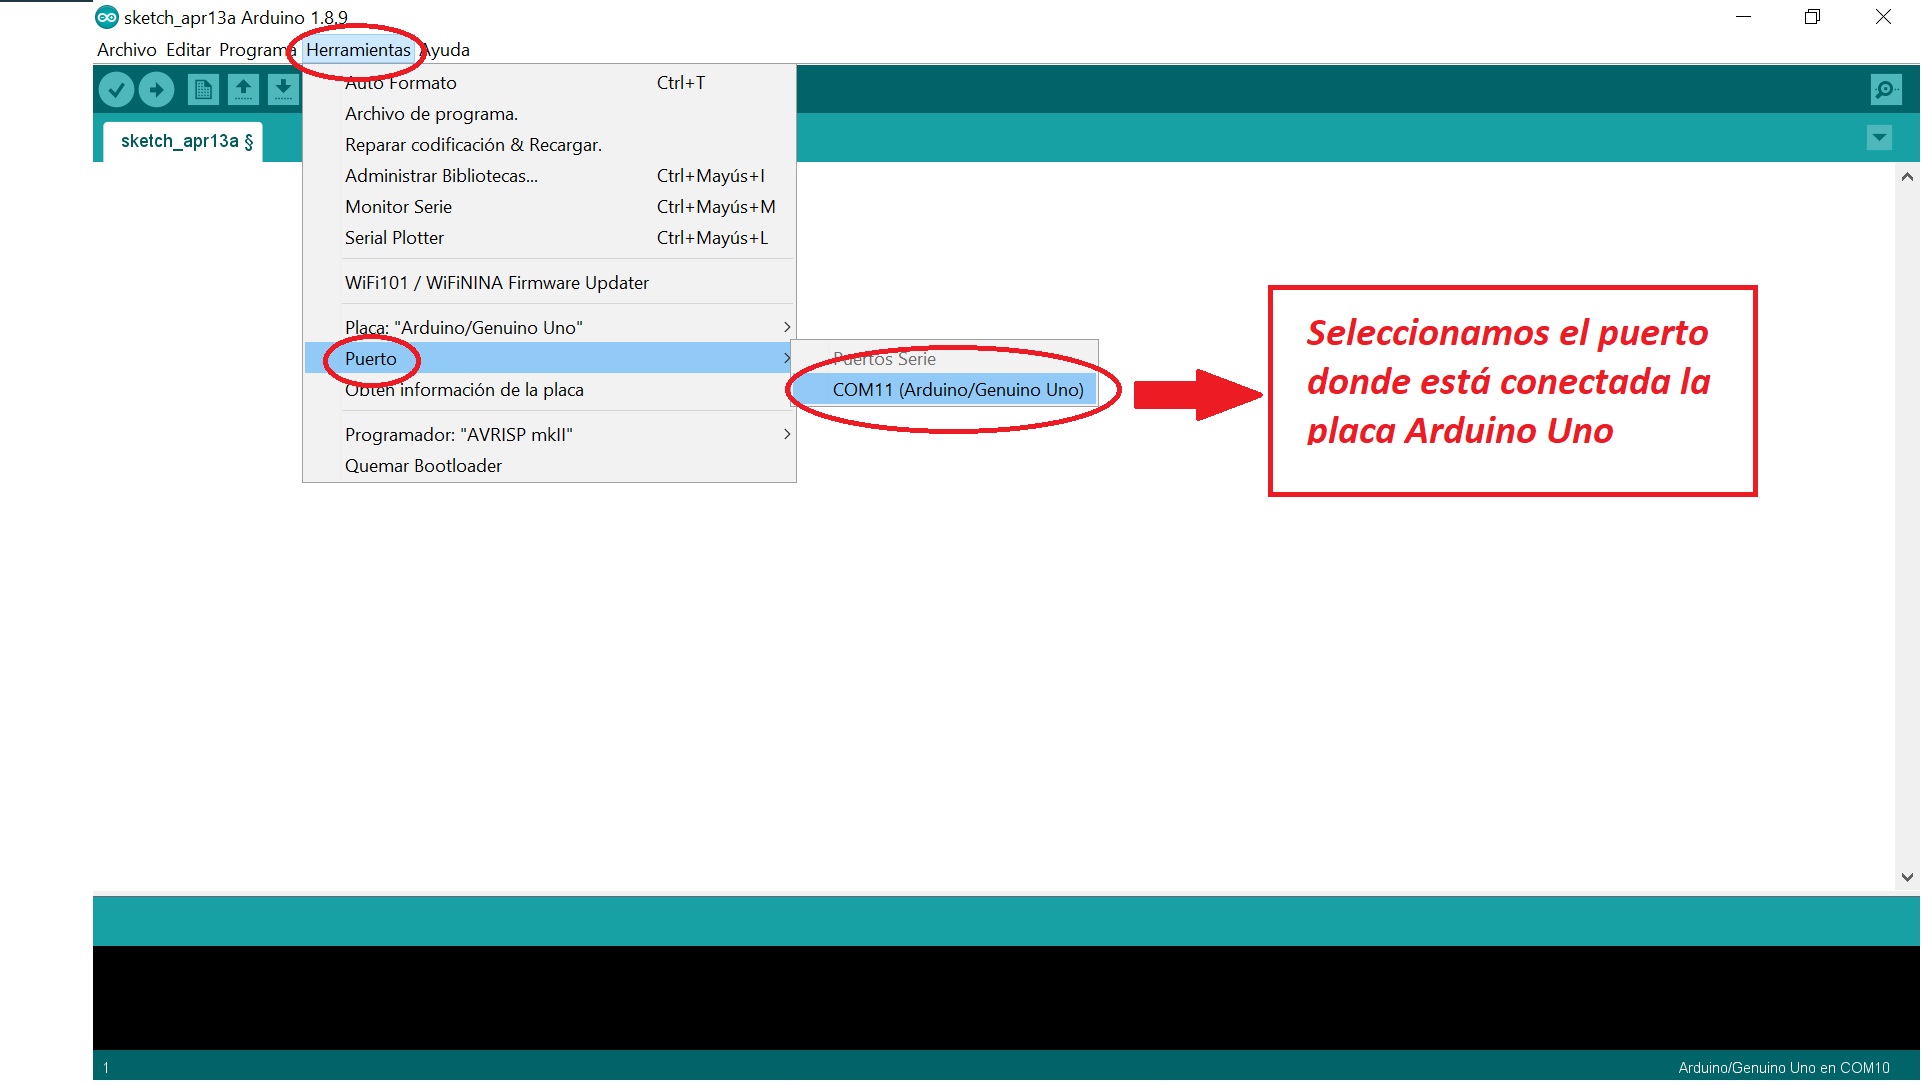 sketch_apr13a Arduino 1.8.9
Archivo Editar Programa Herramientas Ayuda
sketch_apr13a §
Auto Formato Ctrl+T
Archivo de programa.
Reparar codificación & Recargar.
Administrar Bibliotecas... Ctrl+Mayús+I
Monitor Serie Ctrl+Mayús+M
Serial Plotter Ctrl+Mayús+L
WiFi101 / WiFiNINA Firmware Updater
Placa: "Arduino/Genuino Uno"
Puerto
Obtén información de la placa
Programador: "AVRISP mkII"
Quemar Bootloader
Puertos Serie
COM11 (Arduino/Genuino Uno)
Seleccionamos el puerto
donde está conectada la
placa Arduino Uno
1
Arduino/Genuino Uno en COM10